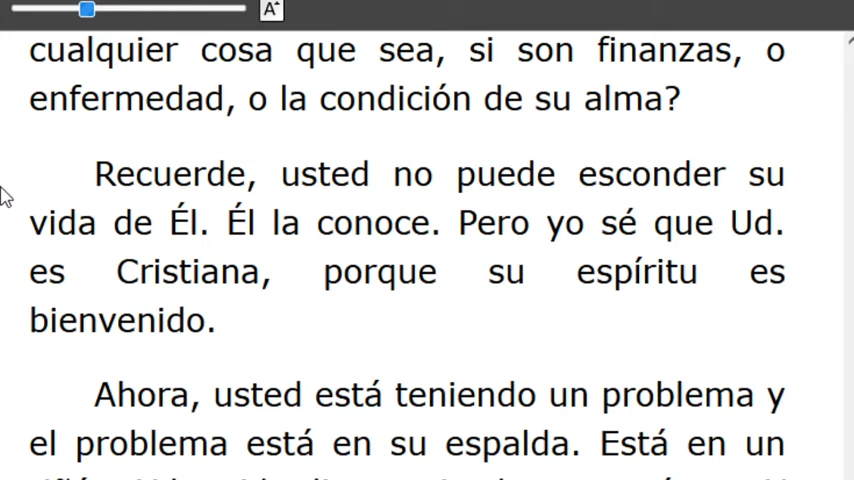 A
cualquier cosa que sea, si son finanzas, o
enfermedad, o la condición de su alma?
Recuerde, usted no puede esconder su
vida de Él. Él la conoce. Pero yo sé que Ud.
es Cristiana, porque su espíritu es
bienvenido.
Ahora, usted está teniendo un problema y
el problema está en su espalda. Está en un